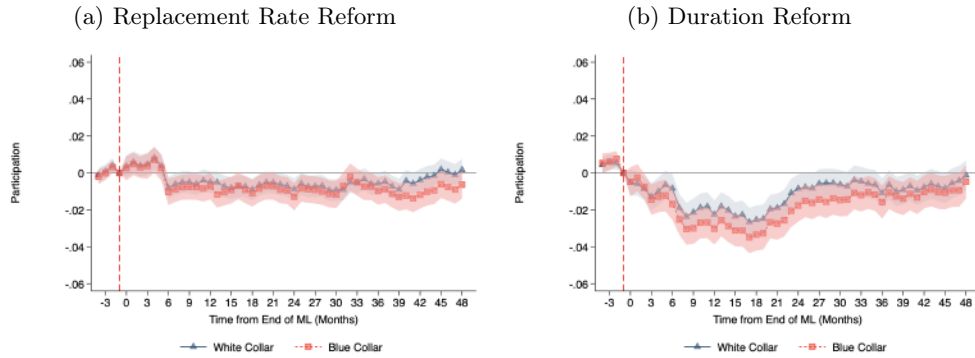 (a) Replacement Rate Reform
.06
.04
.02
0
-.02
-.04
-.06
Participation
-3 0 3 6 9 12 15 18 21 24 27 30 33 36 39 42 45 48
Time from End of ML (Months)
White Collar
Blue Collar
(b) Duration Reform
.06
.04
.02
0
-.02
-.04
-.06
Participation
-3 0 3 6 9 12 15 18 21 24 27 30 33 36 39 42 45 48
Time from End of ML (Months)
White Collar
Blue Collar